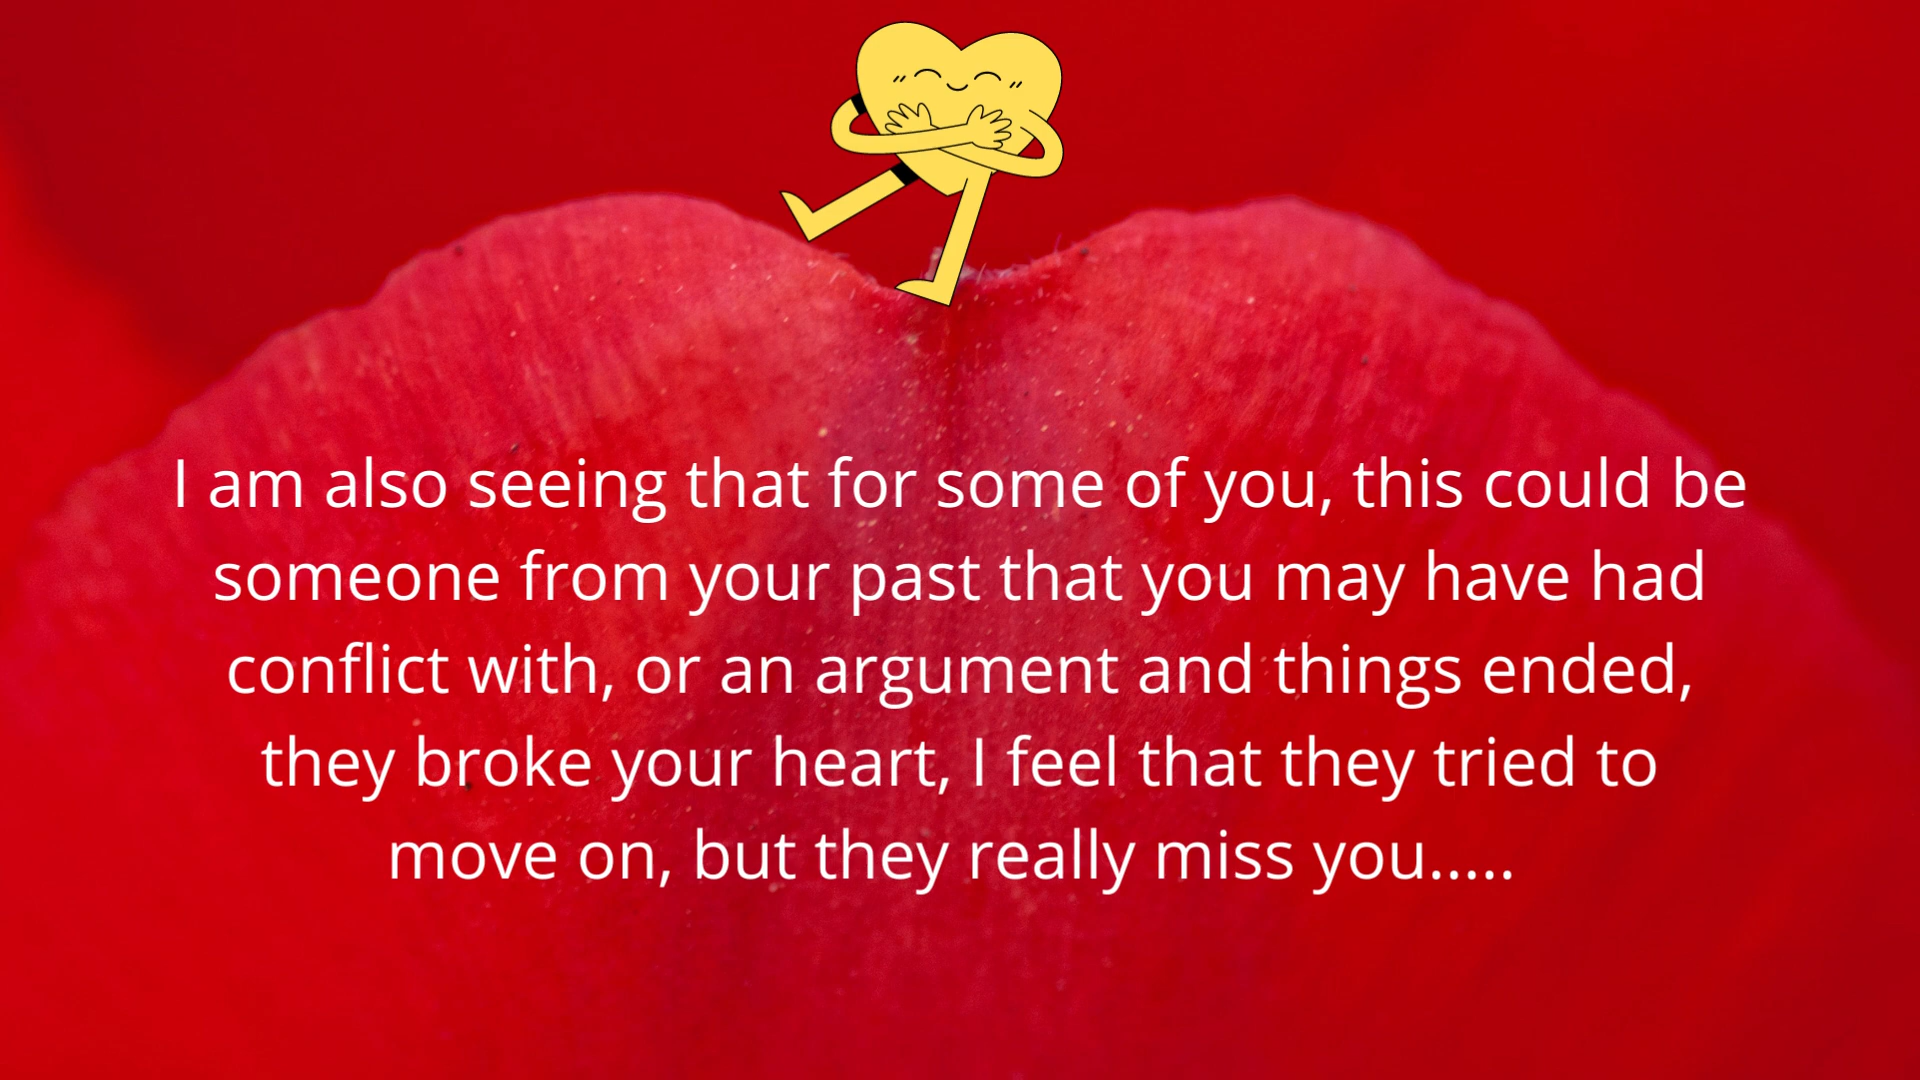 I am also seeing that for some of you, this could be
someone from your past that you may have had
conflict with, or an argument and things ended,
they broke your heart, I feel that they tried to
move on, but they really miss you.....